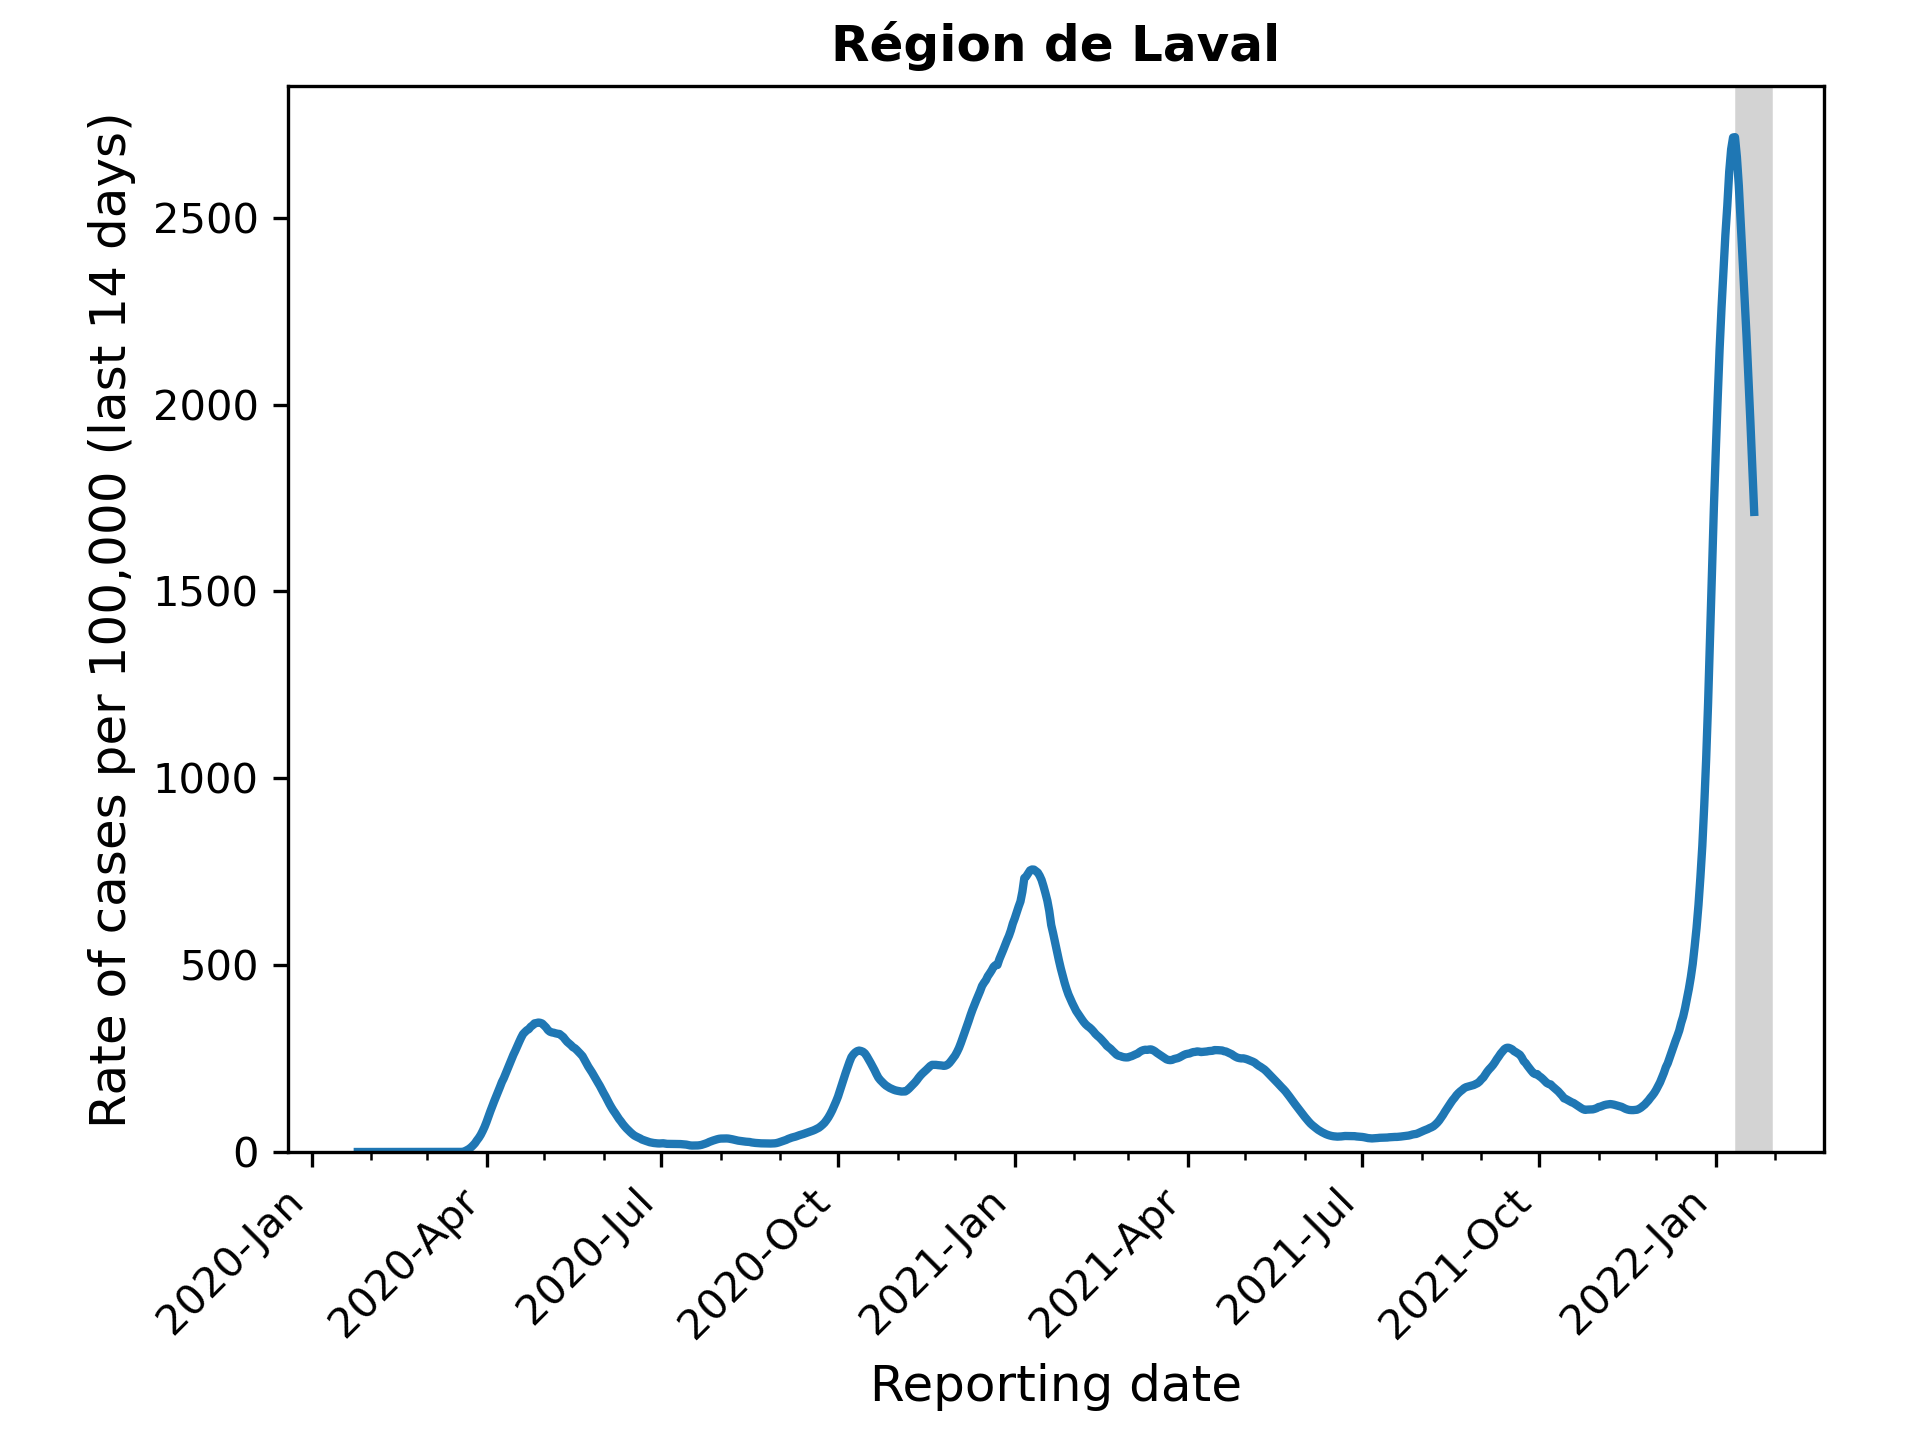 Région de Laval
Rate of cases per 100,000 (last 14 days)
2500
2000
1500
1000
500
0
2020-Jan
2020-Apr
2020-Jul
2020-Oct
2021-Jan
2021-Apr
2021-Jul
2021-Oct
2022-Jan
Reporting date